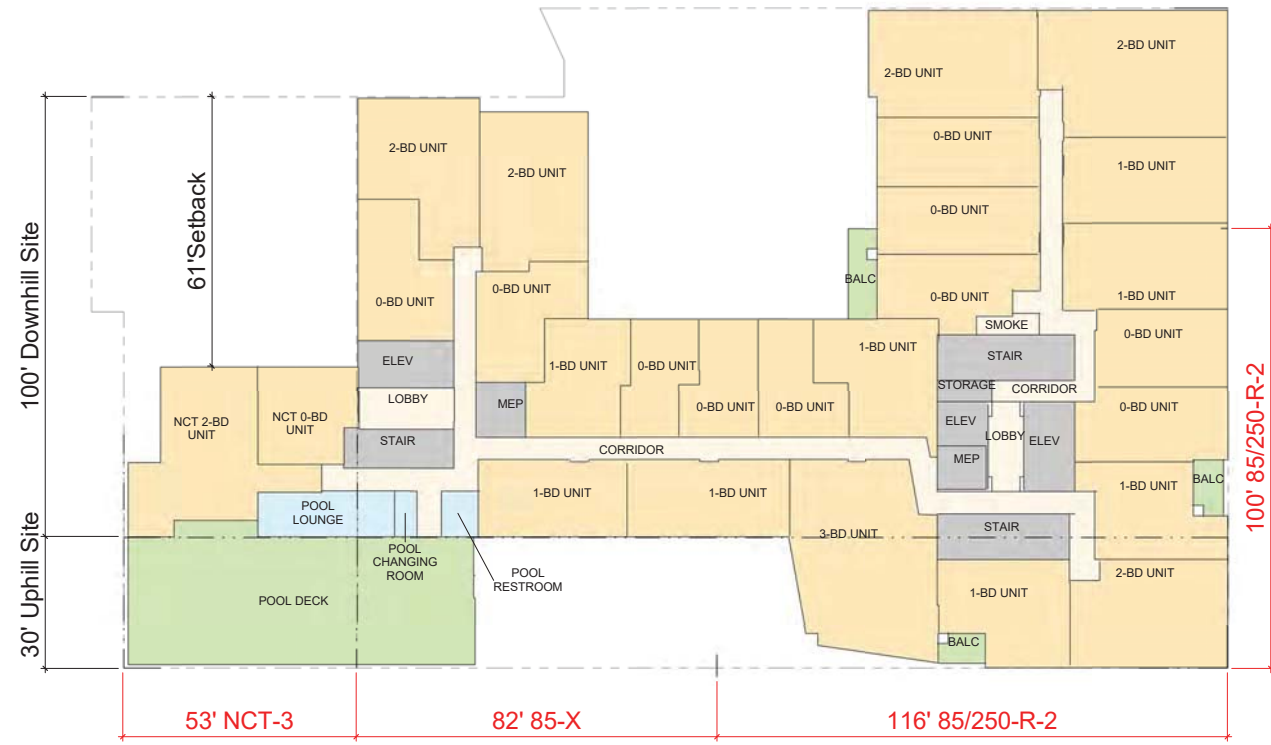 2-BD UNIT
2-BD UNIT
0-BD UNIT
2-BD UNIT
2-BD UNIT
1-BD UNIT
0-BD UNIT
61'Setback
100' Downhill Site
BALC
0-BD UNIT
0-BD UNIT
0-BD UNIT
1-BD UNIT
SMOKE
0-BD UNIT
ELEV
1-BD UNIT
0-BD UNIT
1-BD UNIT
STAIR
STORAGE
CORRIDOR
LOBBY
MEP
0-BD UNIT
0-BD UNIT
0-BD UNIT
NCT 2-BD
UNIT
NCT 0-BD
UNIT
STAIR
ELEV
LOBBY
ELEV
CORRIDOR
MEP
100' 85/250-R-2
1-BD UNIT
1-BD UNIT
1-BD UNIT
BALC
POOL
LOUNGE
3-BD UNIT
STAIR
30' Uphill Site
POOL
CHANGING
ROOM
POOL
RESTROOM
2-BD UNIT
POOL DECK
1-BD UNIT
BALC
53' NCT-3
82' 85-X
116' 85/250-R-2